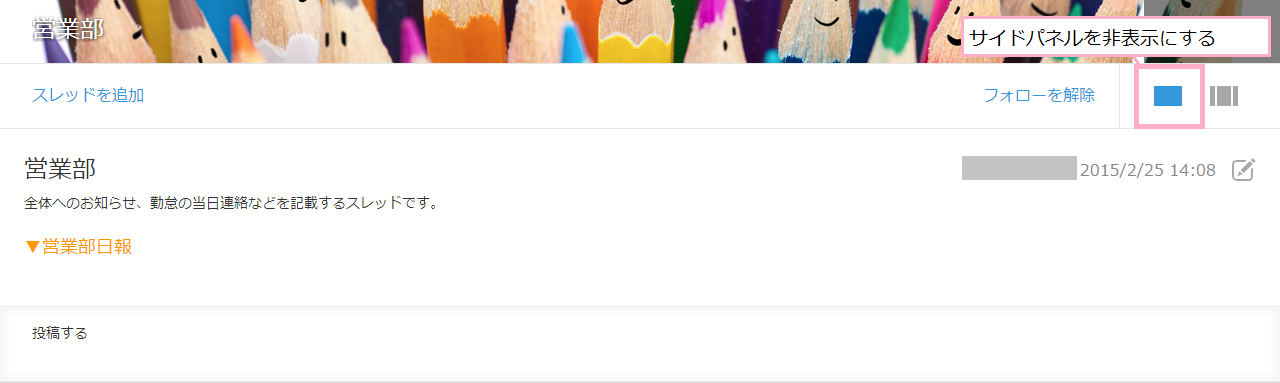 営業部
サイドパネルを非表示にする
スレッドを追加
フォローを解除
営業部
2015/2/25 14:08
全体へのお知らせ、勤怠の当日連絡などを記載するスレッドです。
▼営業部日報
投稿する